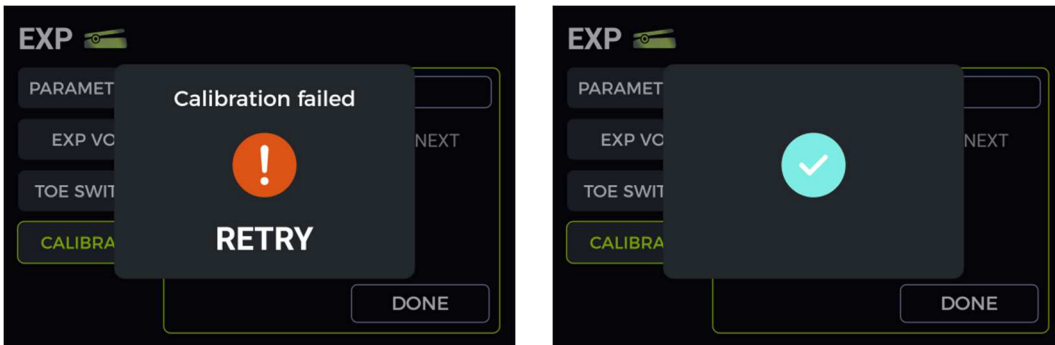 EXP
PARAMET
Calibration failed
EXP VO
NEXT
TOE SWIT
CALIBRA
RETRY
DONE
EXP
PARAMET
EXP VO
NEXT
TOE SWIT
CALIBRA
DONE